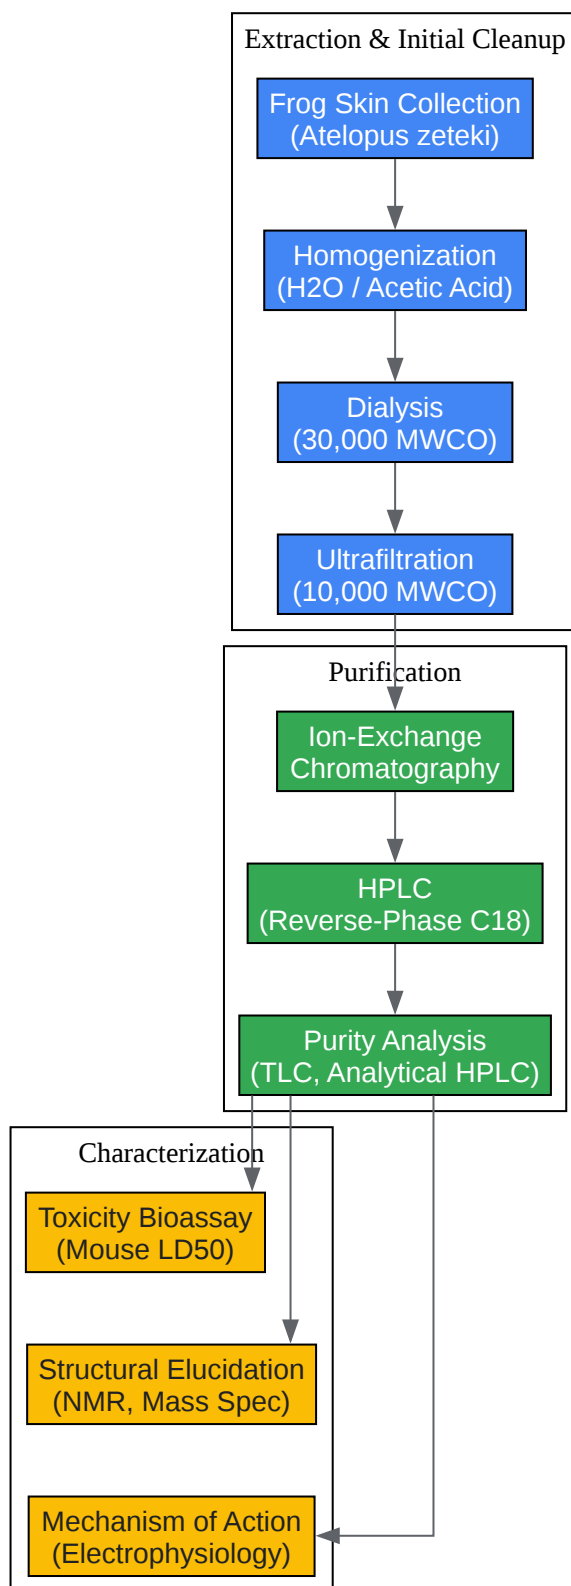 Extraction & Initial Cleanup
Frog Skin Collection
(Atelopus zeteki)
Homogenization
(H2O / Acetic Acid)
Dialysis
(30,000 MWCO)
Ultrafiltration
(10,000 MWCO)
Purification
Ion-Exchange
Chromatography
HPLC
(Reverse-Phase C18)
Purity Analysis
(TLC, Analytical HPLC)
Characterization
Toxicity Bioassay
(Mouse LD50)
Structural Elucidation
(NMR, Mass Spec)
Mechanism of Action
(Electrophysiology)